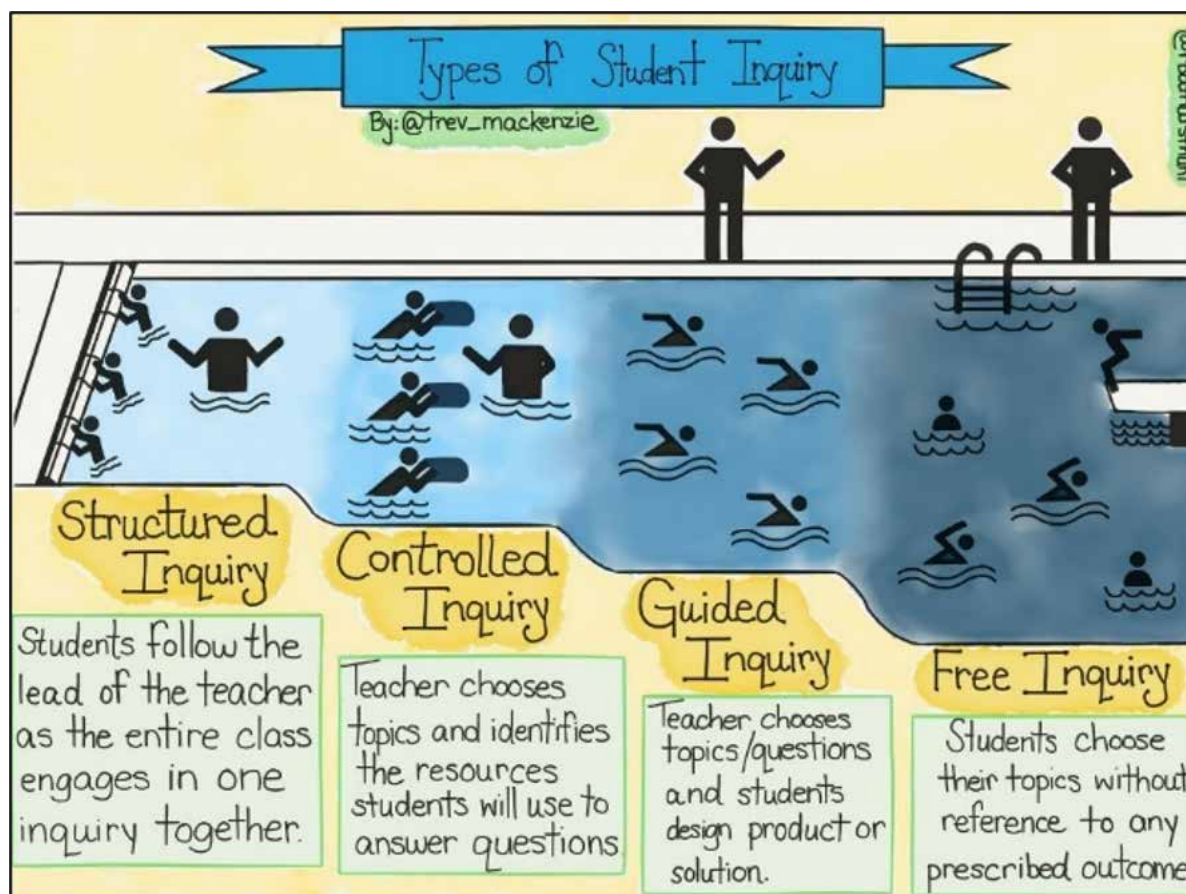 Types of Student Inquiry
By: @trev_mackenzie
Structured
Inquiry
Students follow the
lead of the teacher
as the entire class
engages in one
inquiry together.
Controlled
Inquiry
Teacher chooses
topics and identifies
the resources
students will use to
answer questions
Guided
Inquiry
Teacher chooses
topics/questions
and students
design product or
solution.
Free Inquiry
Students choose
their topics without
reference to any
prescribed outcome